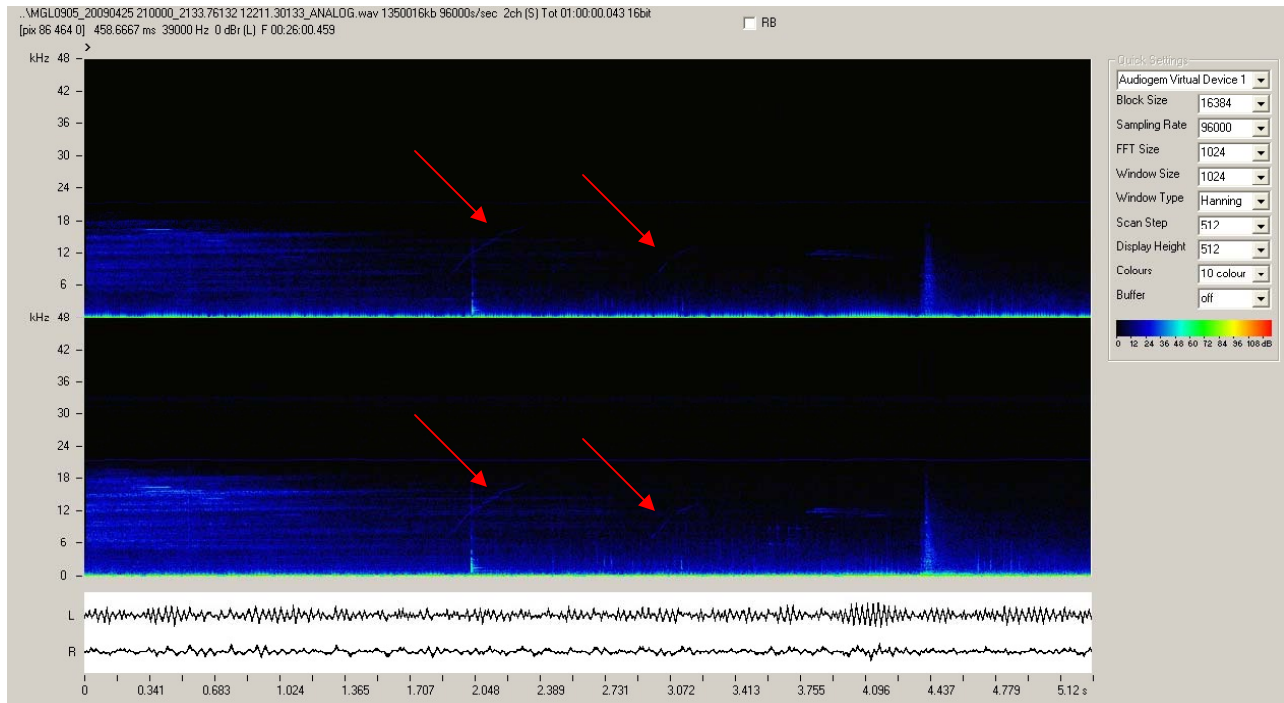 ..\MGL0905_20090425 210000_2133.76132 12211.30133_ANALOG.wav 1350016kb 96000s/sec 2ch (S) Tot 01:00:00.043 16bit
[pix 86 464 0] 458.6667 ms 39000 Hz 0 dBr (L) F 00:26:00.459
RB
>
kHz 48
42
36
30
24
18
12
6
kHz 48
42
36
30
24
18
12
6
0
L
R
0 0.341 0.683 1.024 1.365 1.707 2.048 2.389 2.731 3.072 3.413 3.755 4.096 4.437 4.779 5.12 s
Quick Settings
Audiogem Virtual Device 1
Block Size 16384
Sampling Rate 96000
FFT Size 1024
Window Size 1024
Window Type Hanning
Scan Step 512
Display Height 512
Colours 10 colour
Buffer off
0 12 24 36 48 60 72 84 96 108 dB